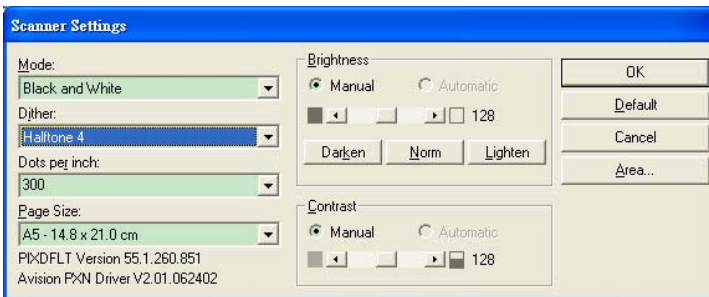 Scanner Settings
Mode:
Black and White
Dither:
Halftone 4
Dots per inch:
300
Page Size:
A5 - 14.8 x 21.0 cm
PIXDFLT Version 55.1.260.851
Avision PXN Driver V2.01.062402
Brightness
Manual Automatic
128
Darken Norm Lighten
Contrast
Manual Automatic
128
OK
Default
Cancel
Area...